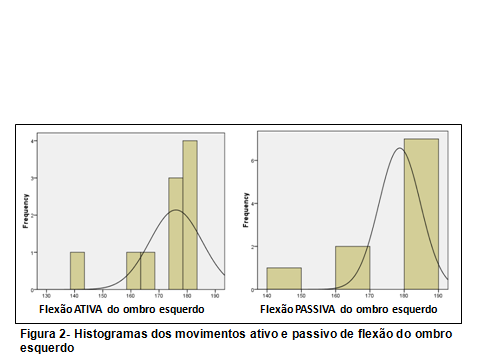 4
3
2
1
0
Frequency
130 140 150 160 170 180 190
Flexão ATIVA do ombro esquerdo
6
4
2
0
Frequency
140 150 160 170 180 190
Flexão PASSIVA do ombro esquerdo
Figura 2- Histogramas dos movimentos ativo e passivo de flexão do ombro
esquerdo